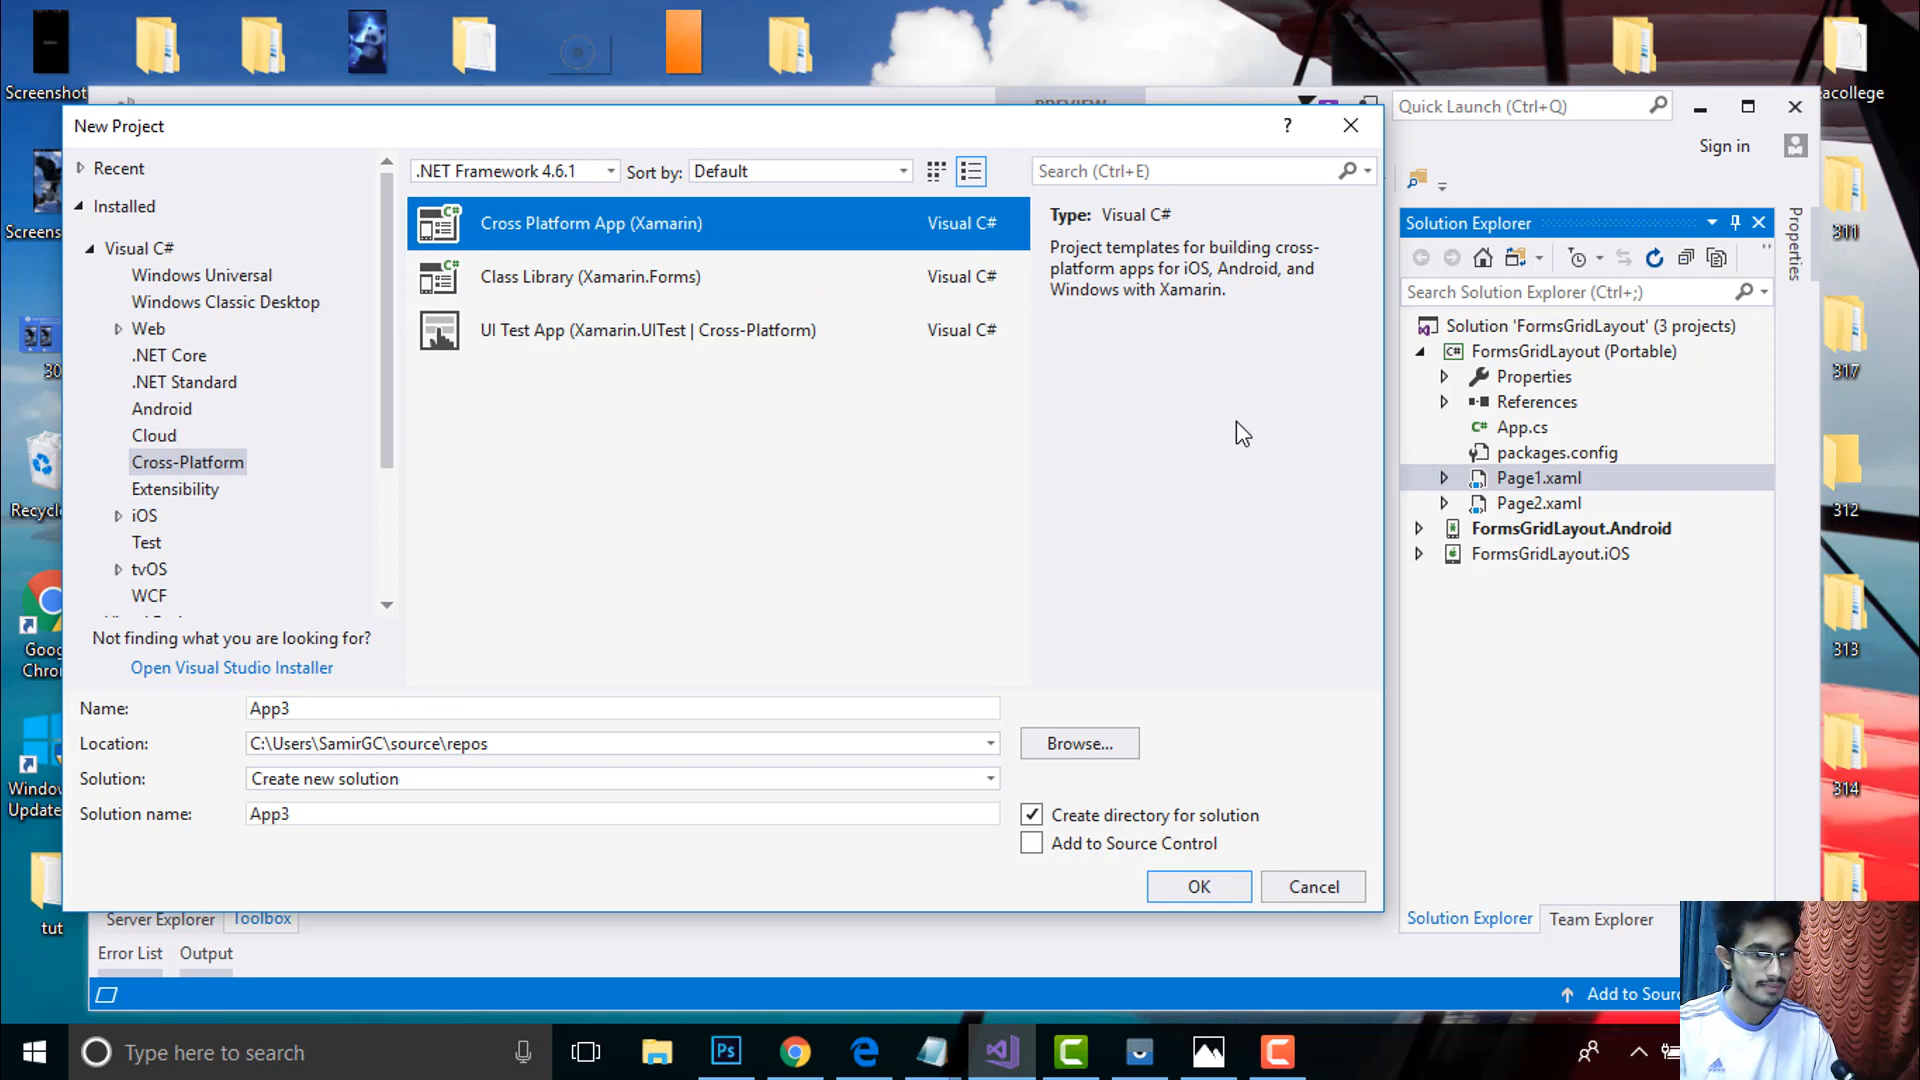 Screenshot
acollege
PREVIEW
Quick Launch (Ctrl+Q)
Sign in
New Project
?
Recent
Installed
Visual C#
Windows Universal
Windows Classic Desktop
Web
.NET Core
.NET Standard
Android
Cloud
Cross-Platform
Extensibility
iOS
Test
tvOS
WCF
Not finding what you are looking for?
Open Visual Studio Installer
.NET Framework 4.6.1
Sort by: Default
Search (Ctrl+E)
Cross Platform App (Xamarin) Visual C#
Class Library (Xamarin.Forms) Visual C#
UI Test App (Xamarin.UITest | Cross-Platform) Visual C#
Type: Visual C#
Project templates for building cross-
platform apps for iOS, Android, and
Windows with Xamarin.
Name: App3
Location: C:\Users\SamirGC\source\repos
Browse...
Solution: Create new solution
Solution name: App3
Create directory for solution
Add to Source Control
OK Cancel
Solution Explorer
Properties
Search Solution Explorer (Ctrl+;)
Solution 'FormsGridLayout' (3 projects)
FormsGridLayout (Portable)
Properties
References
App.cs
packages.config
Page1.xaml
Page2.xaml
FormsGridLayout.Android
FormsGridLayout.iOS
Solution Explorer Team Explorer
Server Explorer Toolbox
Error List Output
Add to Sourc
Screens
30
Recycl
Goog
Chro
Windo
Update
tut
311
317
312
313
314
Type here to search
Ps